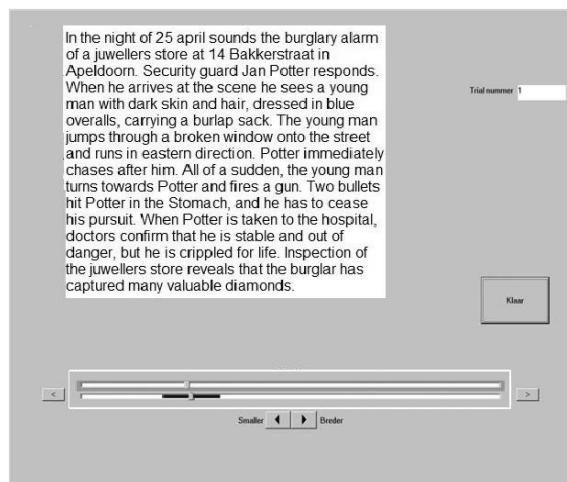 In the night of 25 april sounds the burglary alarm
of a juwellers store at 14 Bakkerstraat in
Apeldoorn. Security guard Jan Potter responds.
When he arrives at the scene he sees a young
man with dark skin and hair, dressed in blue
overalls, carrying a burlap sack. The young man
jumps through a broken window onto the street
and runs in eastern direction. Potter immediately
chases after him. All of a sudden, the young man
turns towards Potter and fires a gun. Two bullets
hit Potter in the Stomach, and he has to cease
his pursuit. When Potter is taken to the hospital,
doctors confirm that he is stable and out of
danger, but he is crippled for life. Inspection of
the juwellers store reveals that the burglar has
captured many valuable diamonds.
Trial nummer 1
Klaar
< >
Smaller Breder